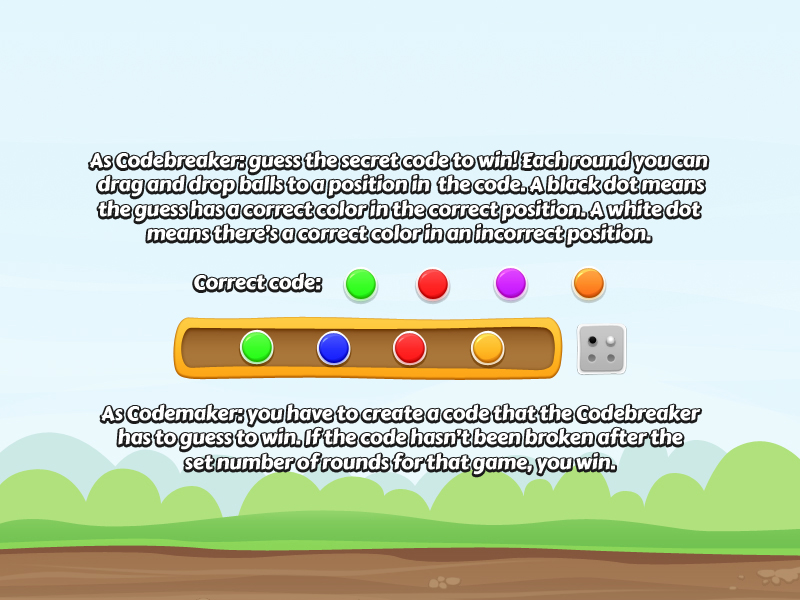 As Codebreaker: guess the secret code to win! Each round you can
drag and drop balls to a position in the code. A black dot means
the guess has a correct color in the correct position. A white dot
means there's a correct color in an incorrect position.
Correct code:
As Codemaker: you have to create a code that the Codebreaker
has to guess to win. If the code hasn't been broken after the
set number of rounds for that game, you win.